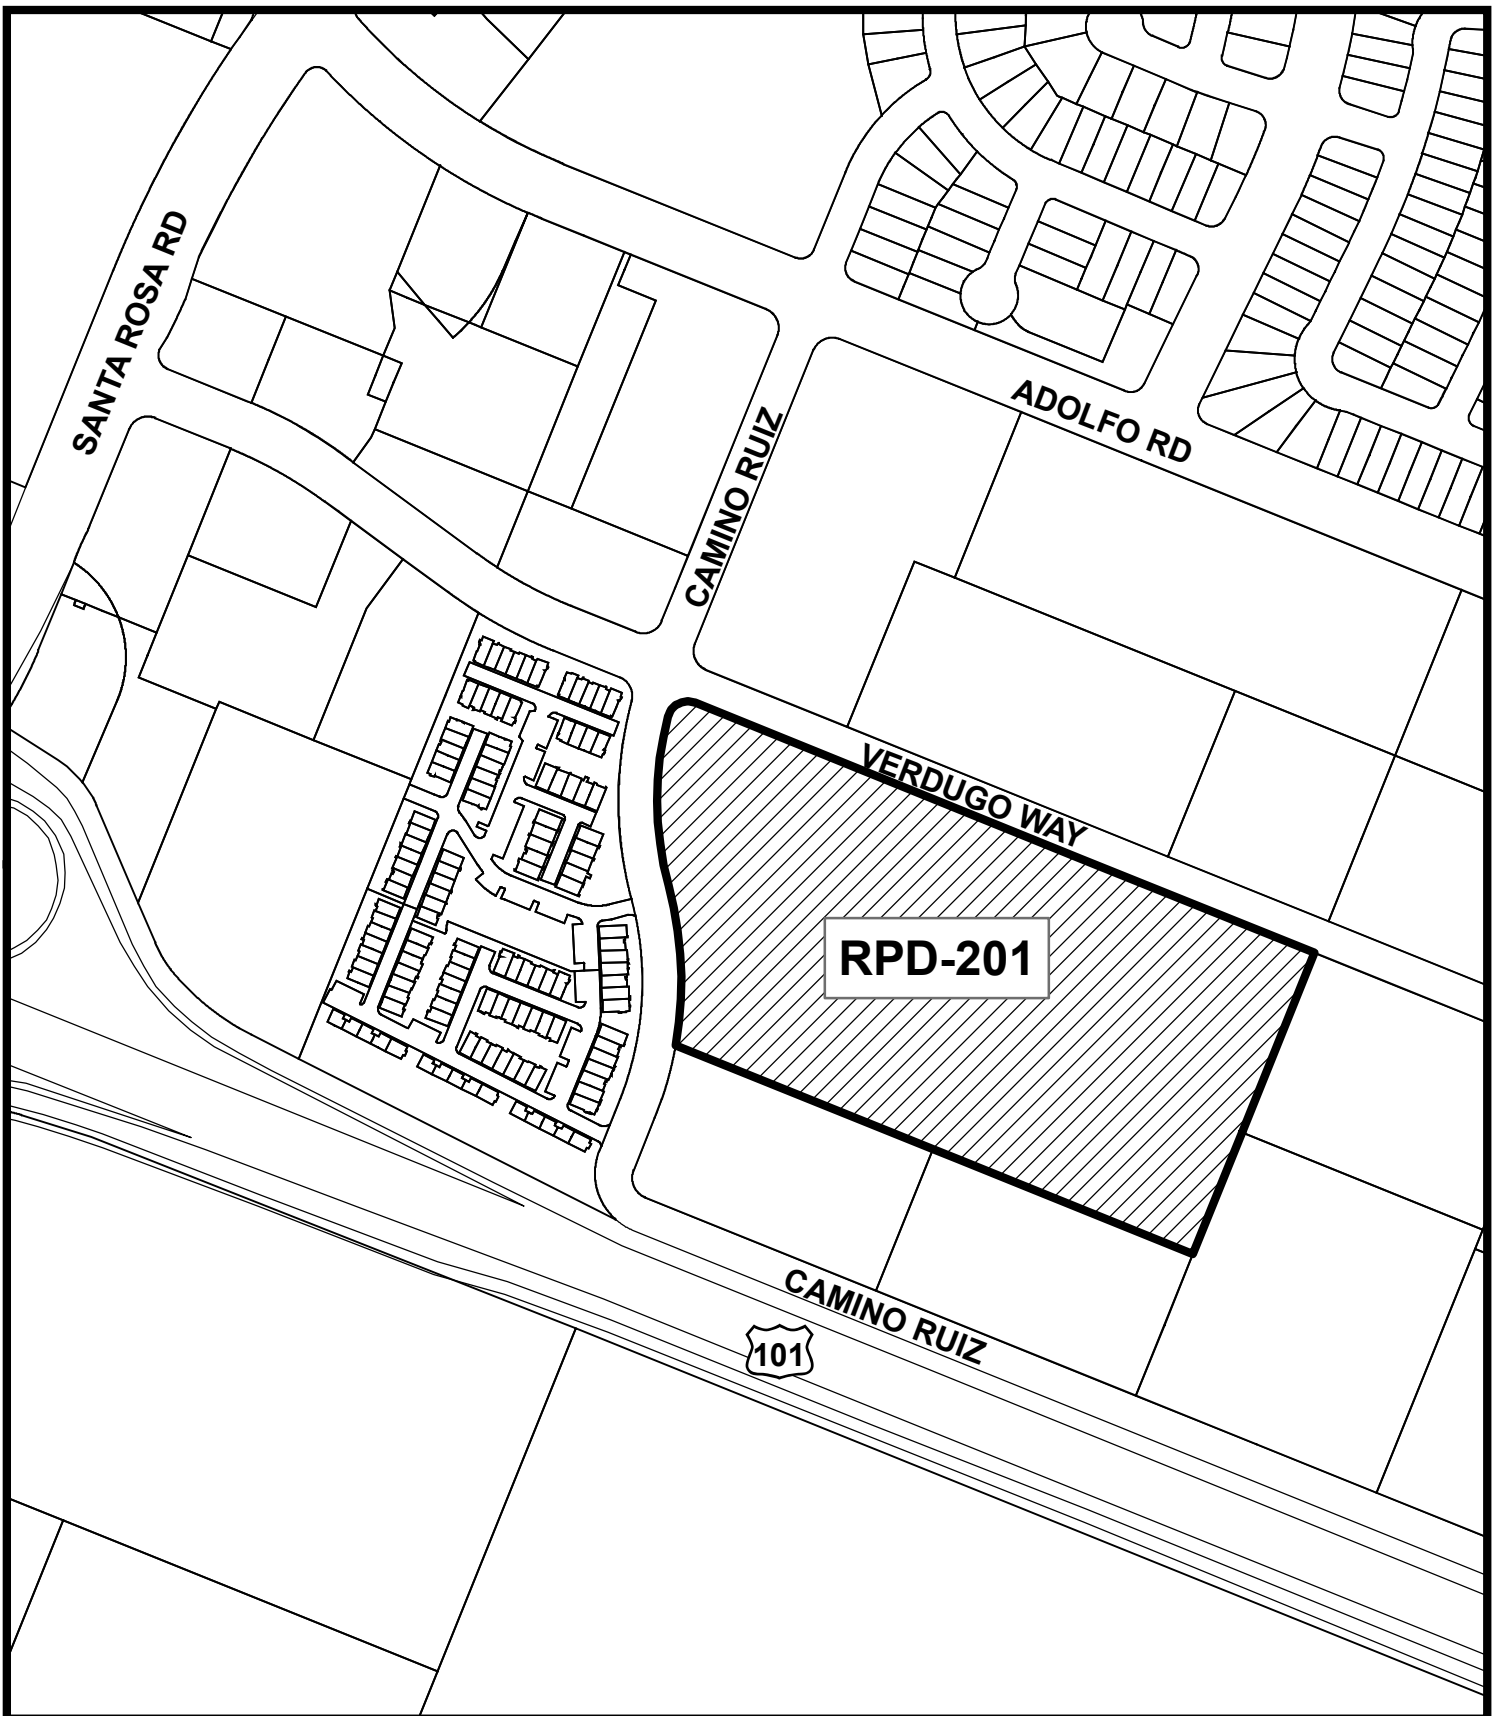 SANTA ROSA RD
ADOLFO RD
CAMINO RUIZ
VERDUGO WAY
RPD-201
CAMINO RUIZ
101